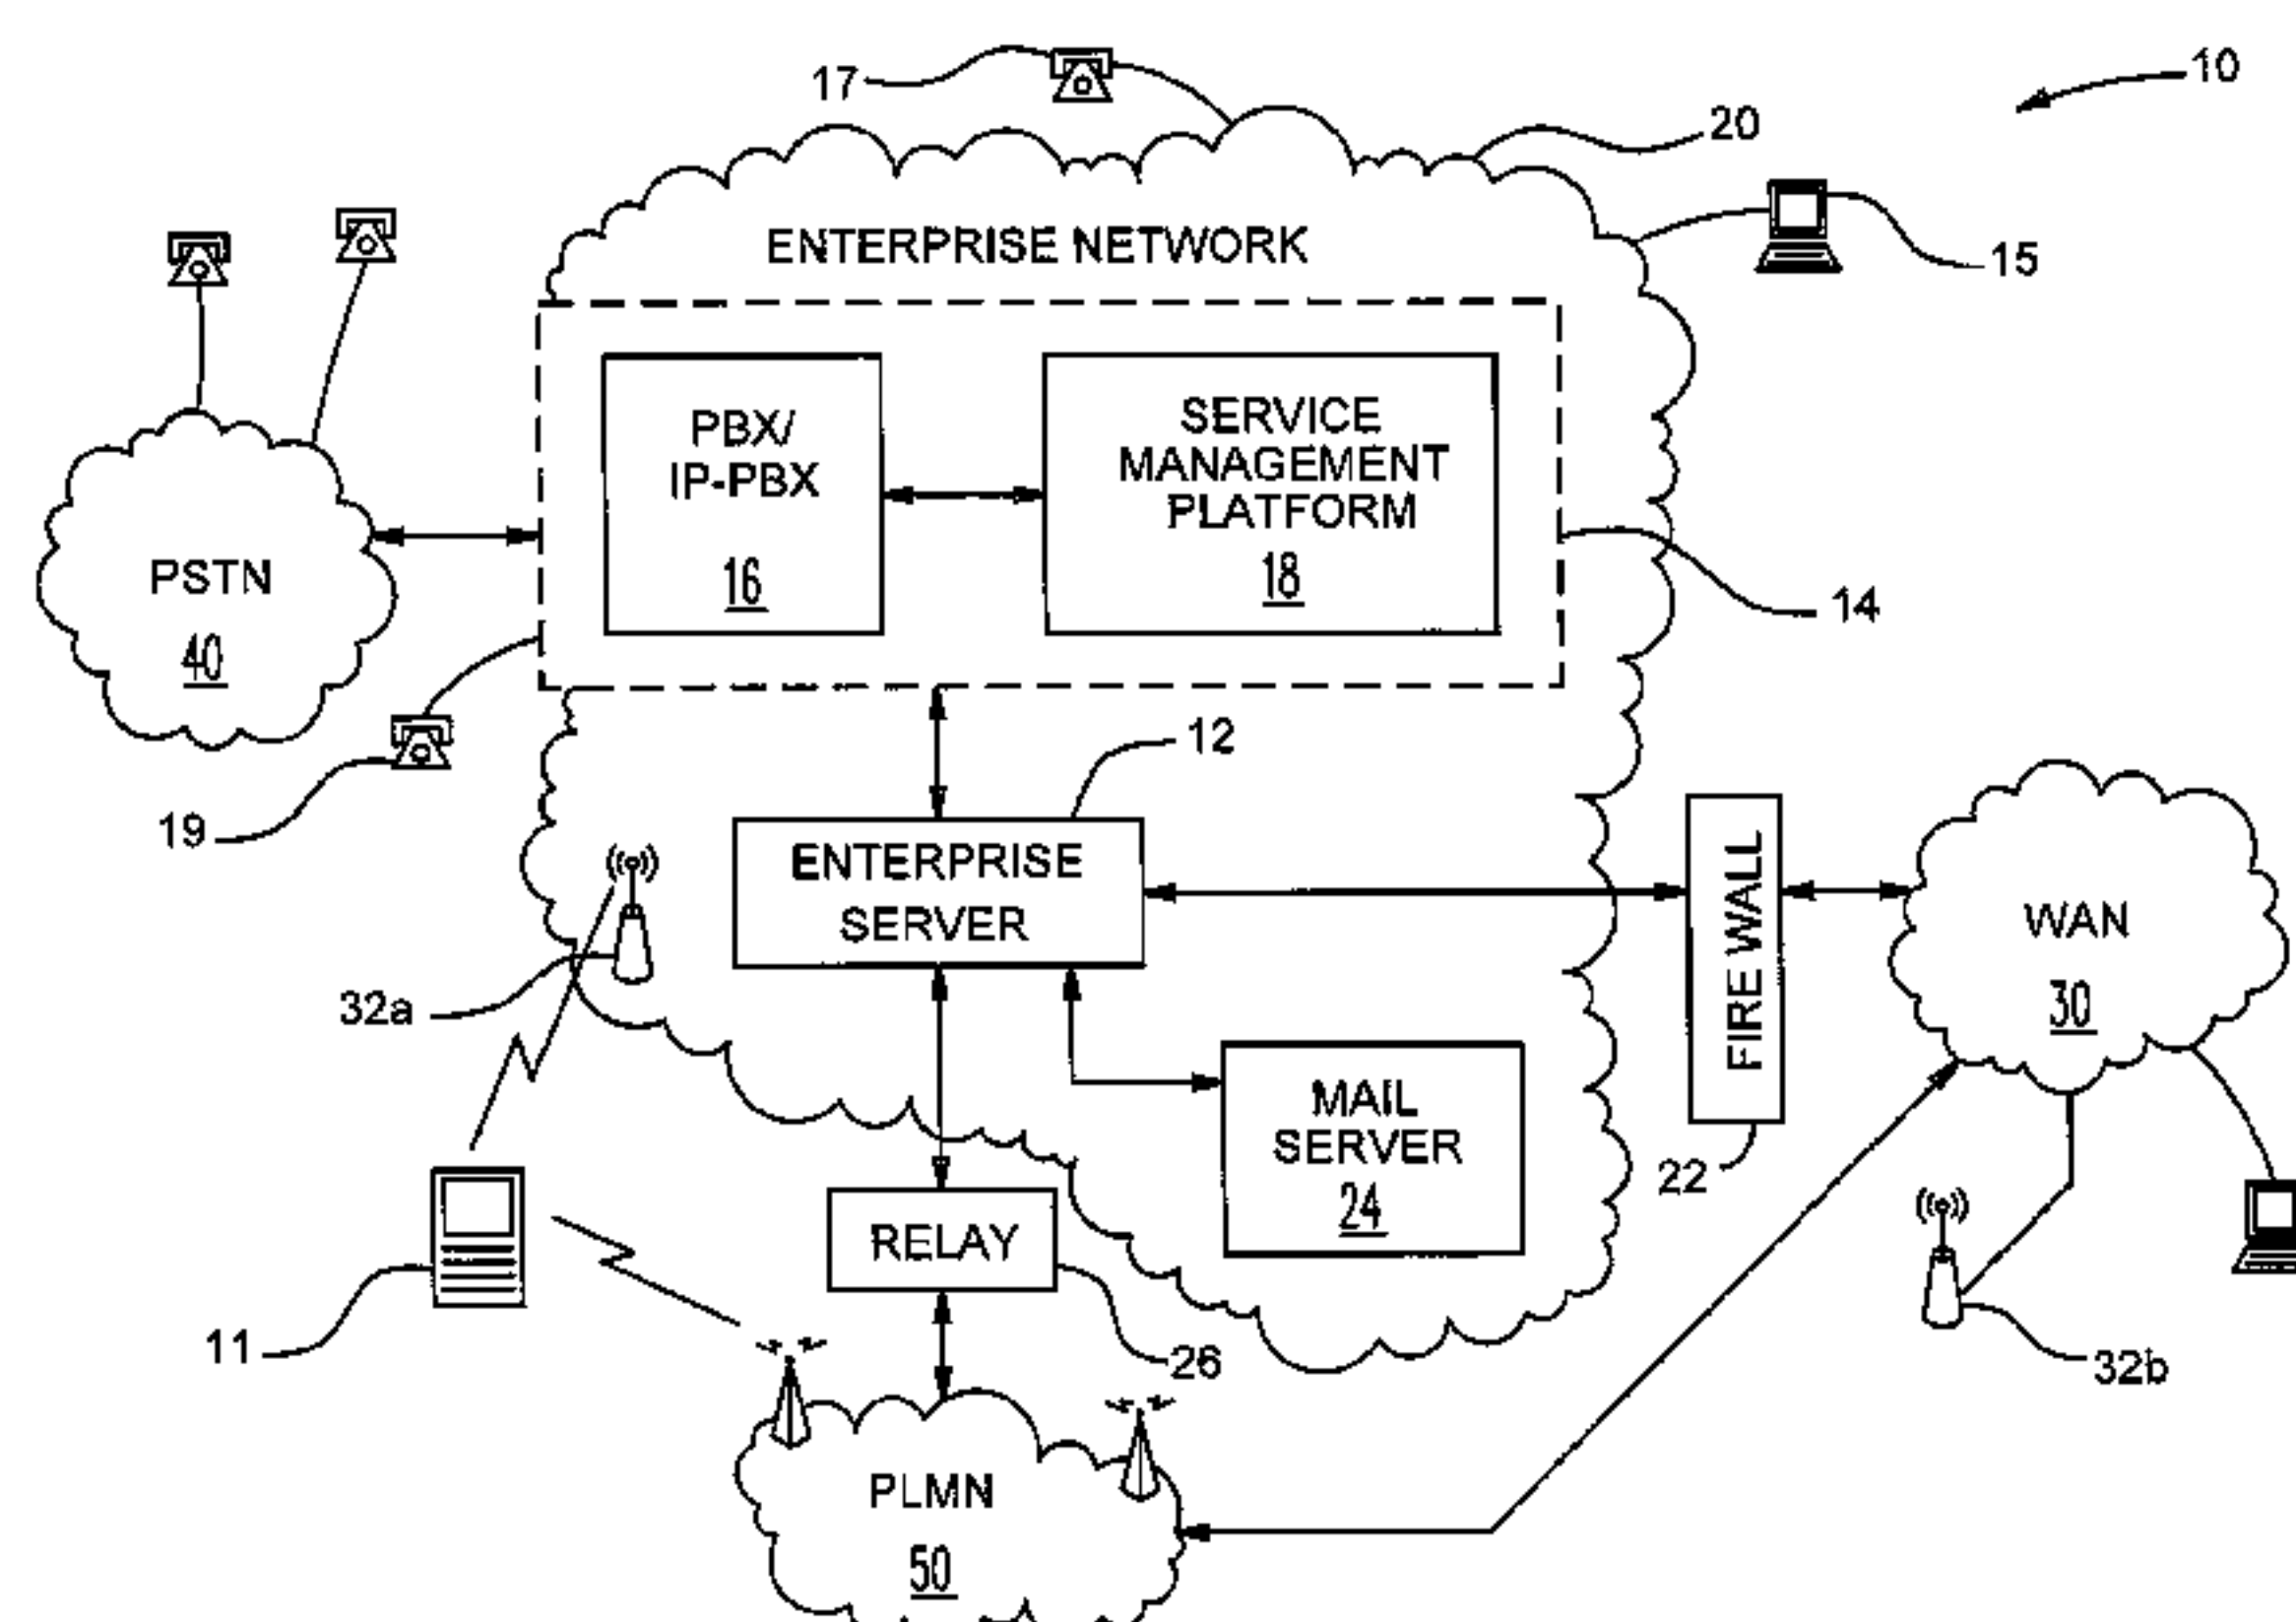 17
10
20
ENTERPRISE NETWORK
15
PBX/
IP-PBX
16
SERVICE
MANAGEMENT
PLATFORM
18
PSTN
40
14
12
19
ENTERPRISE
SERVER
FIRE WALL
WAN
30
32a
MAIL
SERVER
24
22
RELAY
11
26
32b
PLMN
50